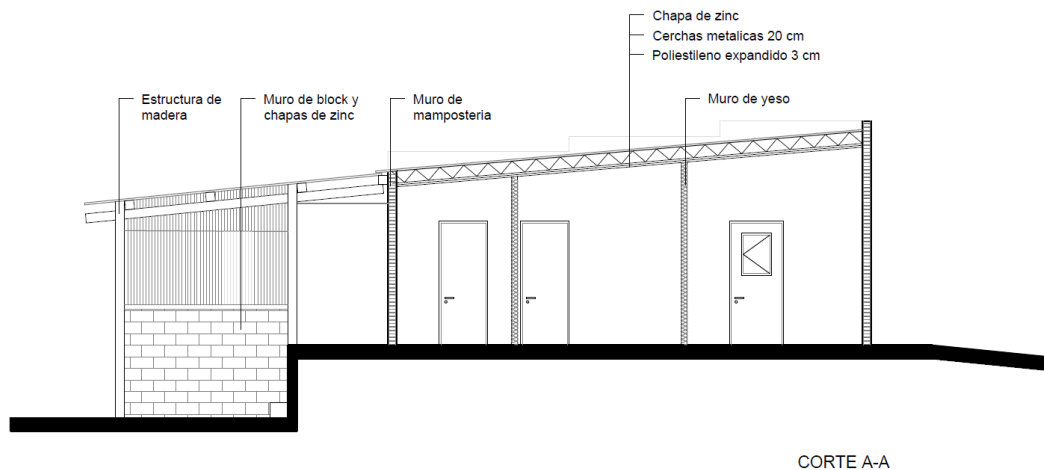 Chapa de zinc
Cerchas metalicas 20 cm
Poliestileno expandido 3 cm
Estructura de
madera
Muro de block y
chapas de zinc
Muro de
mamposteria
Muro de yeso
CORTE A-A